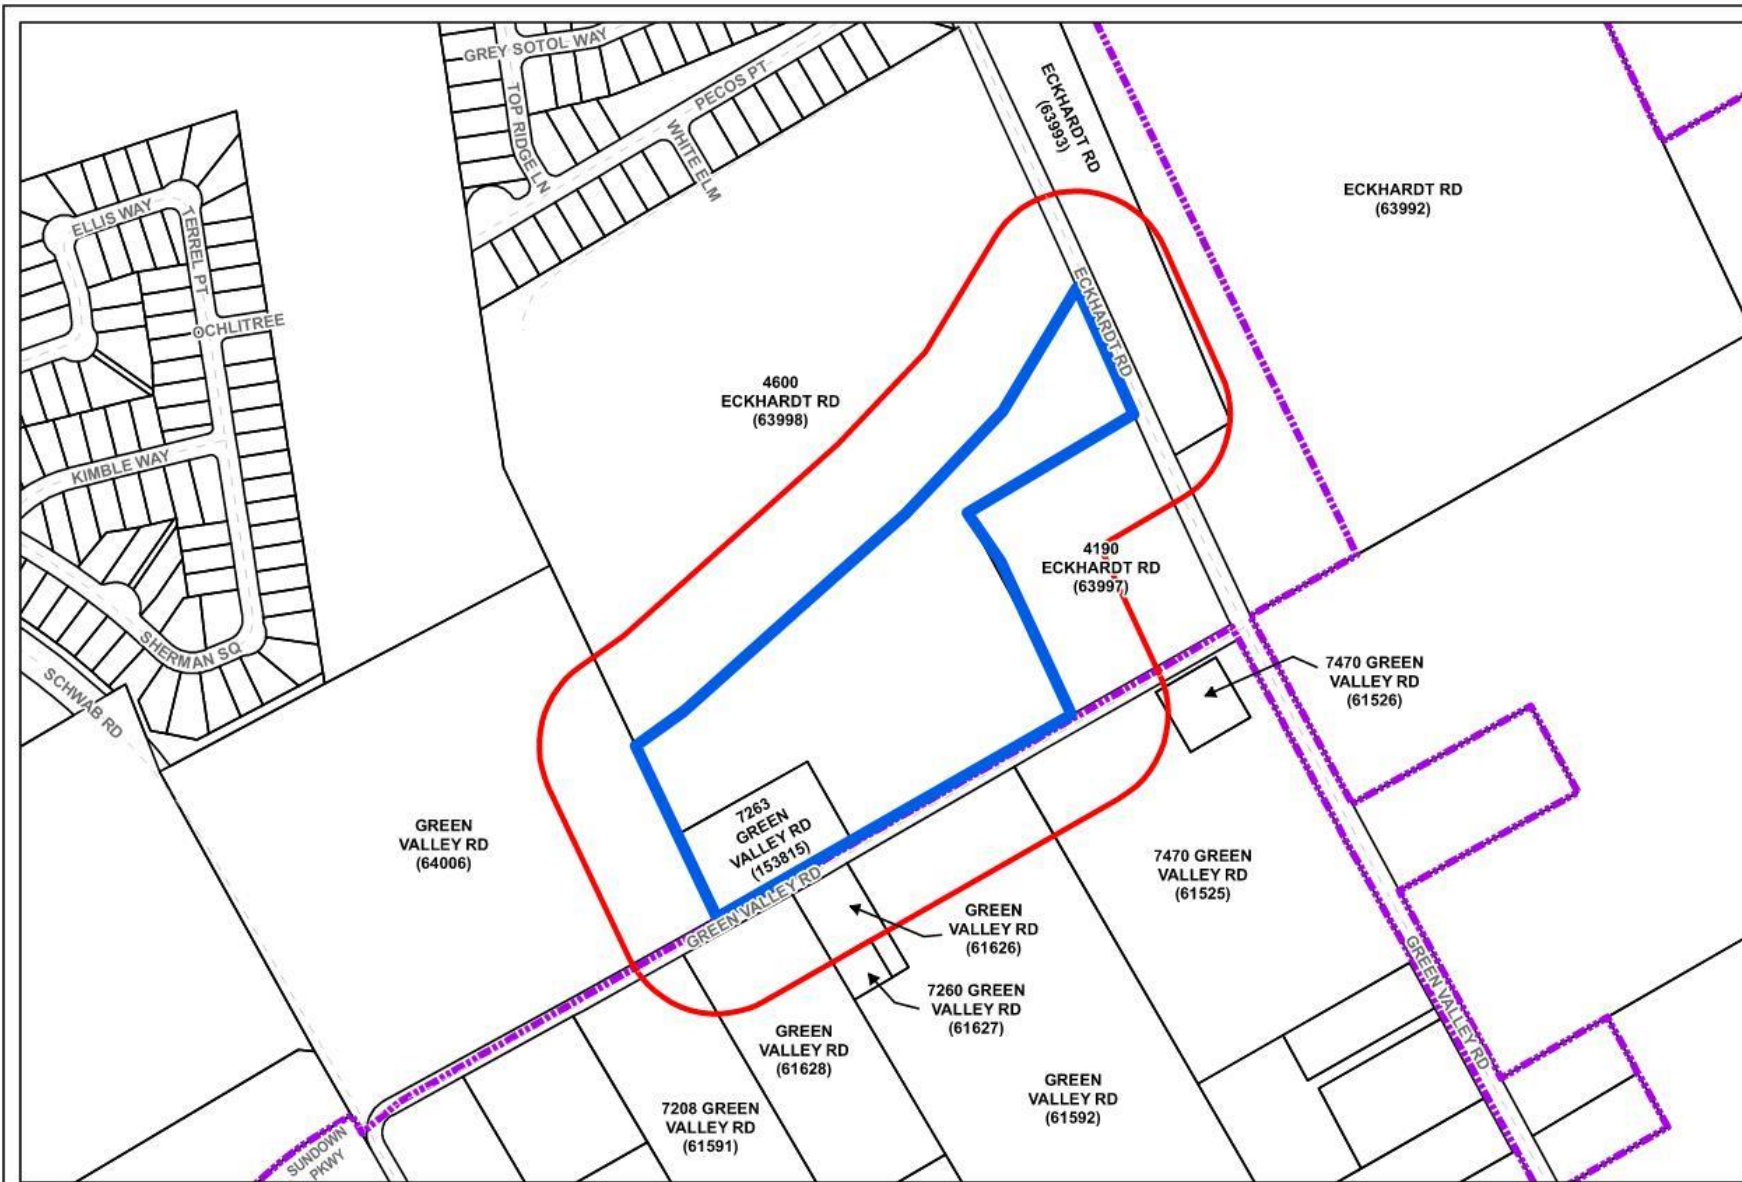 GREY SOTOL WAY
TOP RIDGE LN
PECOS PT
WHITE ELM
ECKHARDT RD
(63993)
ECKHARDT RD
(63992)
ELLIS WAY
TERREL PT
OCHLITREE
ECKHARDT RD
4600
ECKHARDT RD
(63998)
KIMBLE WAY
4190
ECKHARDT RD
(63997)
SHERMAN SQ
SCHWAB RD
7470 GREEN
VALLEY RD
(61526)
GREEN
VALLEY RD
(64006)
7263
GREEN
VALLEY RD
(153815)
GREEN VALLEY RD
7470 GREEN
VALLEY RD
(61525)
GREEN
VALLEY RD
(61626)
7260 GREEN
VALLEY RD
(61627)
GREEN
VALLEY RD
(61628)
GREEN VALLEY RD
GREEN
VALLEY RD
(61592)
7208 GREEN
VALLEY RD
(61591)
SUNDOWN
PKWY